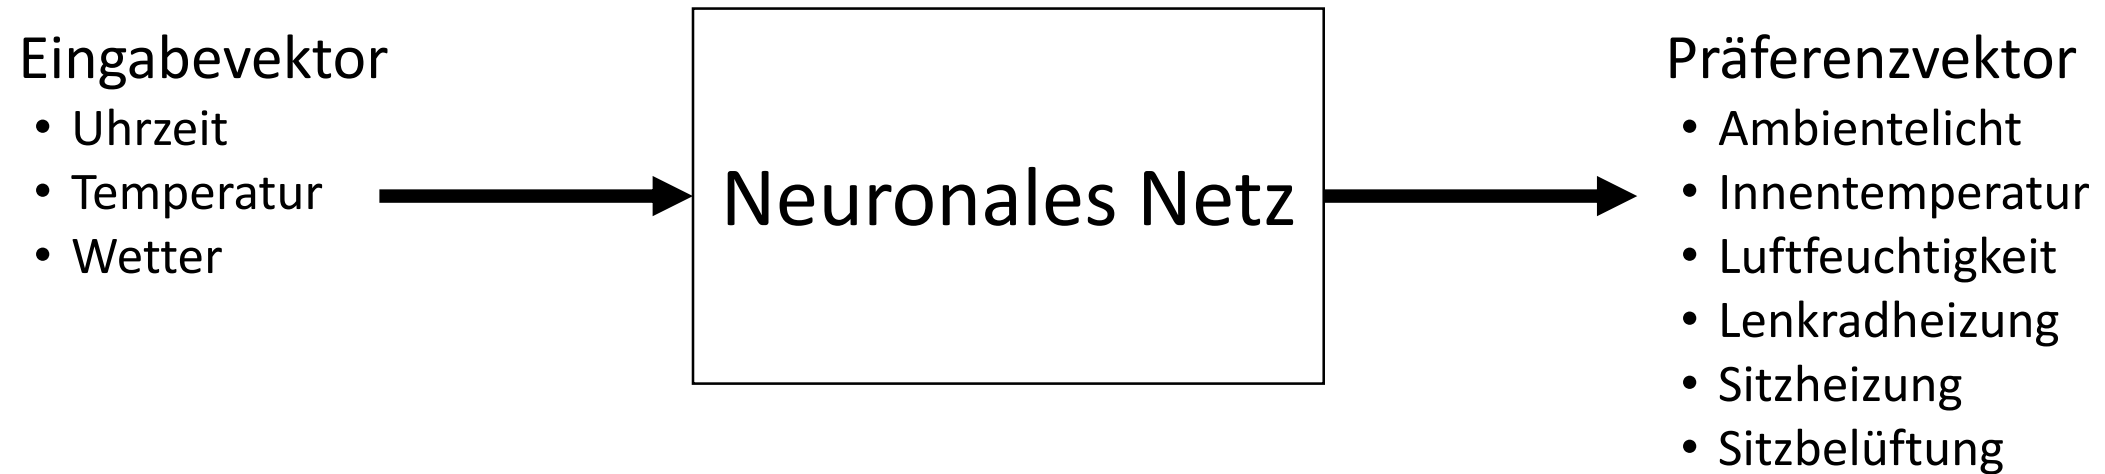 Eingabevektor
• Uhrzeit
• Temperatur
• Wetter
Neuronales Netz
Präferenzvektor
• Ambientelicht
• Innentemperatur
• Luftfeuchtigkeit
• Lenkradheizung
• Sitzheizung
• Sitzbelüftung